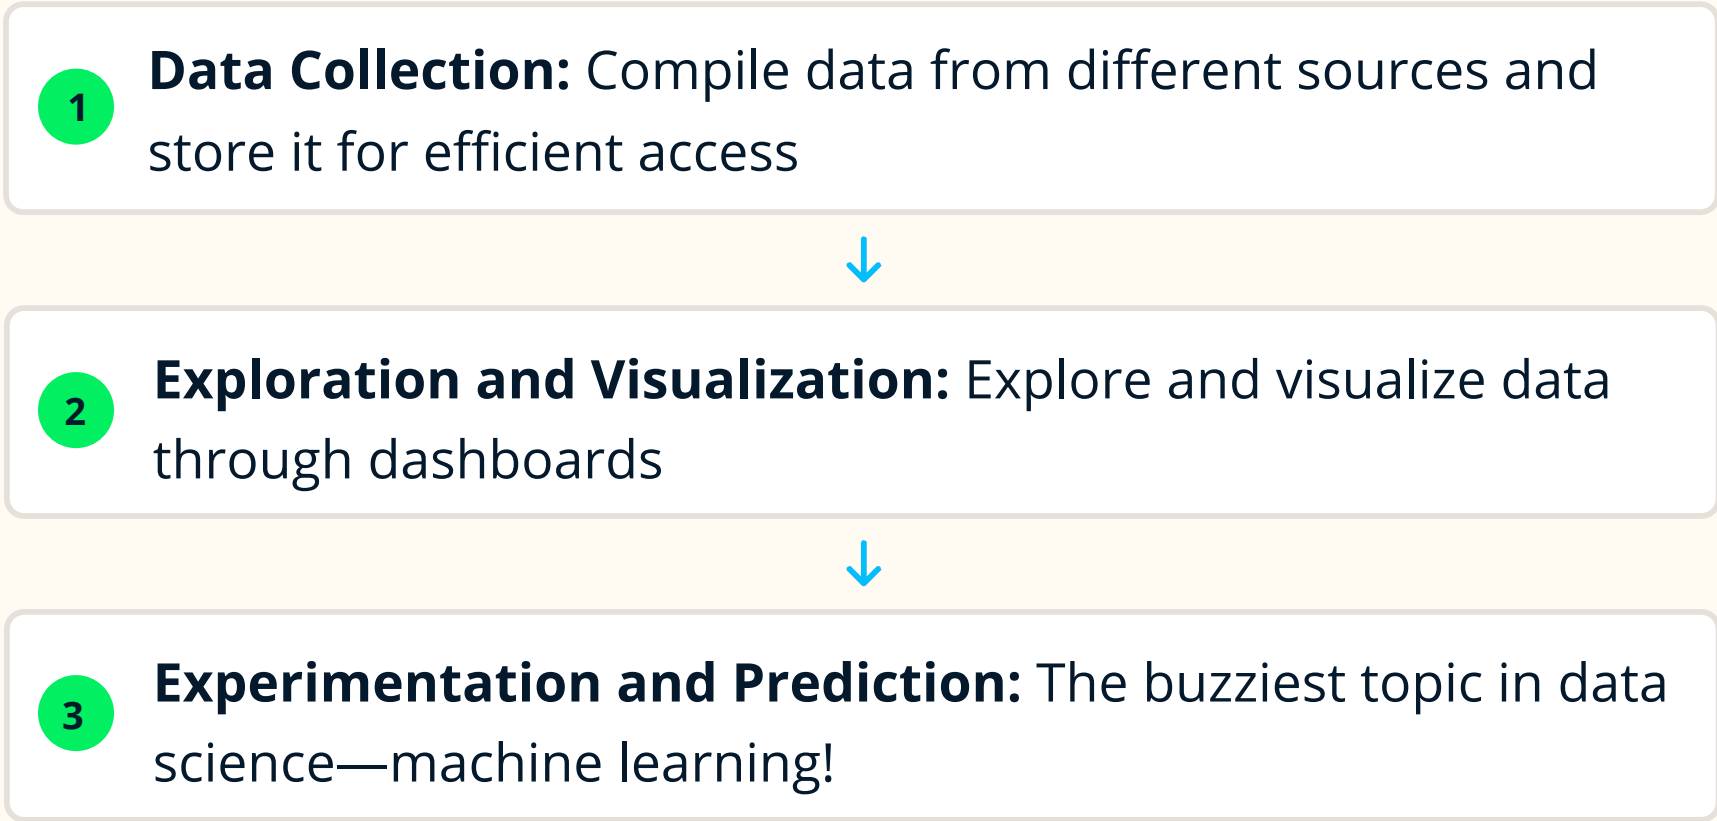 1
Data Collection: Compile data from different sources and
store it for efficient access
2
Exploration and Visualization: Explore and visualize data
through dashboards
3
Experimentation and Prediction: The buzziest topic in data
science—machine learning!